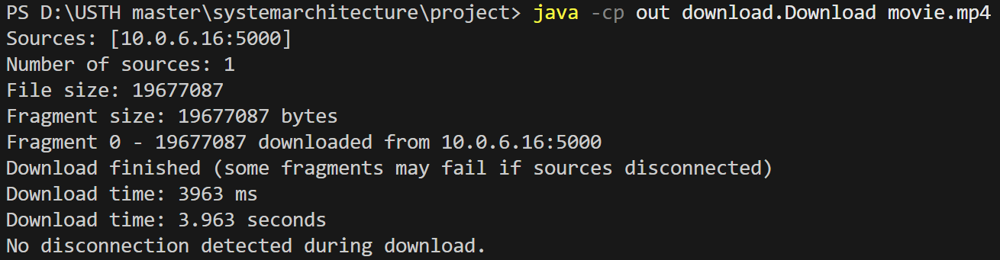 PS D:\USTH master\systemarchitecture\project> java -cp out download.Download movie.mp4
Sources: [10.0.6.16:5000]
Number of sources: 1
File size: 19677087
Fragment size: 19677087 bytes
Fragment 0 - 19677087 downloaded from 10.0.6.16:5000
Download finished (some fragments may fail if sources disconnected)
Download time: 3963 ms
Download time: 3.963 seconds
No disconnection detected during download.